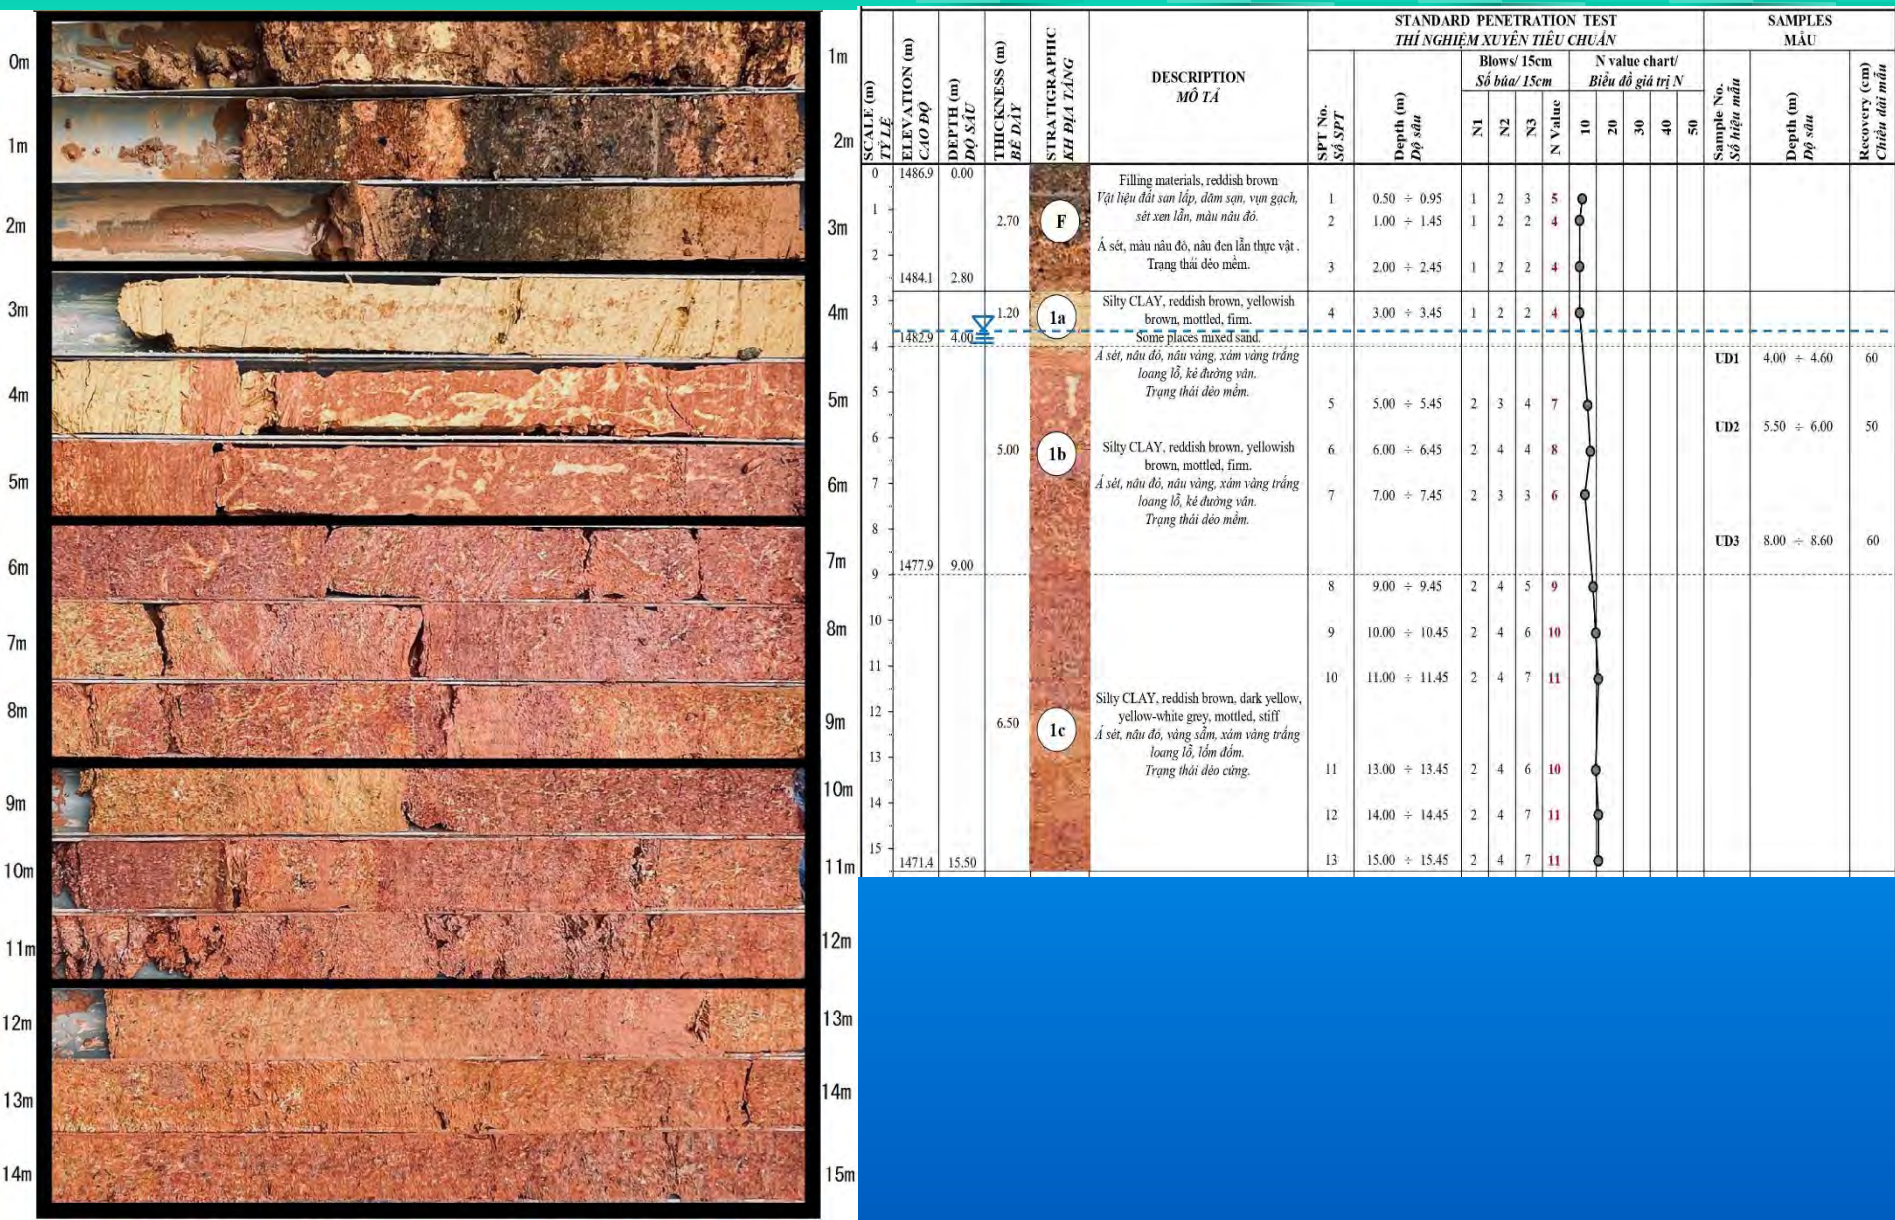 0m
1m
1m
2m
2m
3m
3m
4m
4m
5m
5m
6m
6m
7m
7m
8m
8m
9m
9m
10m
10m
11m
11m
12m
12m
13m
13m
14m
14m
15m
SCALE (m)
TỶ LỆ
ELEVATION (m)
CAO ĐỘ
DEPTH (m)
ĐỘ SÂU
THICKNESS (m)
BỀ DÀY
STRATIGRAPHIC
KH ĐỊA TẦNG
DESCRIPTION
MÔ TẢ
STANDARD PENETRATION TEST
THÍ NGHIỆM XUYÊN TIÊU CHUẨN
SPT No.
Số SPT
Depth (m)
Độ sâu
Blows/ 15cm
Số búa/ 15cm
N1 N2 N3 N Value
N value chart/
Biểu đồ giá trị N
10 20 30 40 50
SAMPLES
MẪU
Sample No.
Số hiệu mẫu
Depth (m)
Độ sâu
Recovery (cm)
Chiều dài mẫu
0
1
2
3
4
5
6
7
8
9
10
11
12
13
14
15
1486.9 0.00
1484.1 2.80
1482.9 4.00
1477.9 9.00
1471.4 15.50
2.70
1.20
5.00
6.50
F
1a
1b
1c
Filling materials, reddish brown
Vật liệu đất san lấp, dăm sạn, vụn gạch,
sét xen lẫn, màu nâu đỏ.
Á sét, màu nâu đỏ, nâu đen lẫn thực vật .
Trạng thái dẻo mềm.
Silty CLAY, reddish brown, yellowish
brown, mottled, firm.
Some places mixed sand.
Á sét, nâu đỏ, nâu vàng, xám vàng trắng
loang lổ, kẻ đường vân.
Trạng thái dẻo mềm.
Silty CLAY, reddish brown, yellowish
brown, mottled, firm.
Á sét, nâu đỏ, nâu vàng, xám vàng trắng
loang lổ, kẻ đường vân.
Trạng thái dẻo mềm.
Silty CLAY, reddish brown, dark yellow,
yellow-white grey, mottled, stiff
Á sét, nâu đỏ, vàng sẫm, xám vàng trắng
loang lổ, lốm đốm.
Trạng thái dẻo cứng.
1 0.50 ÷ 0.95 1 2 3 5
2 1.00 ÷ 1.45 1 2 2 4
3 2.00 ÷ 2.45 1 2 2 4
4 3.00 ÷ 3.45 1 2 2 4
5 5.00 ÷ 5.45 2 3 4 7
6 6.00 ÷ 6.45 2 4 4 8
7 7.00 ÷ 7.45 2 3 3 6
8 9.00 ÷ 9.45 2 4 5 9
9 10.00 ÷ 10.45 2 4 6 10
10 11.00 ÷ 11.45 2 4 7 11
11 13.00 ÷ 13.45 2 4 6 10
12 14.00 ÷ 14.45 2 4 7 11
13 15.00 ÷ 15.45 2 4 7 11
UD1 4.00 ÷ 4.60 60
UD2 5.50 ÷ 6.00 50
UD3 8.00 ÷ 8.60 60